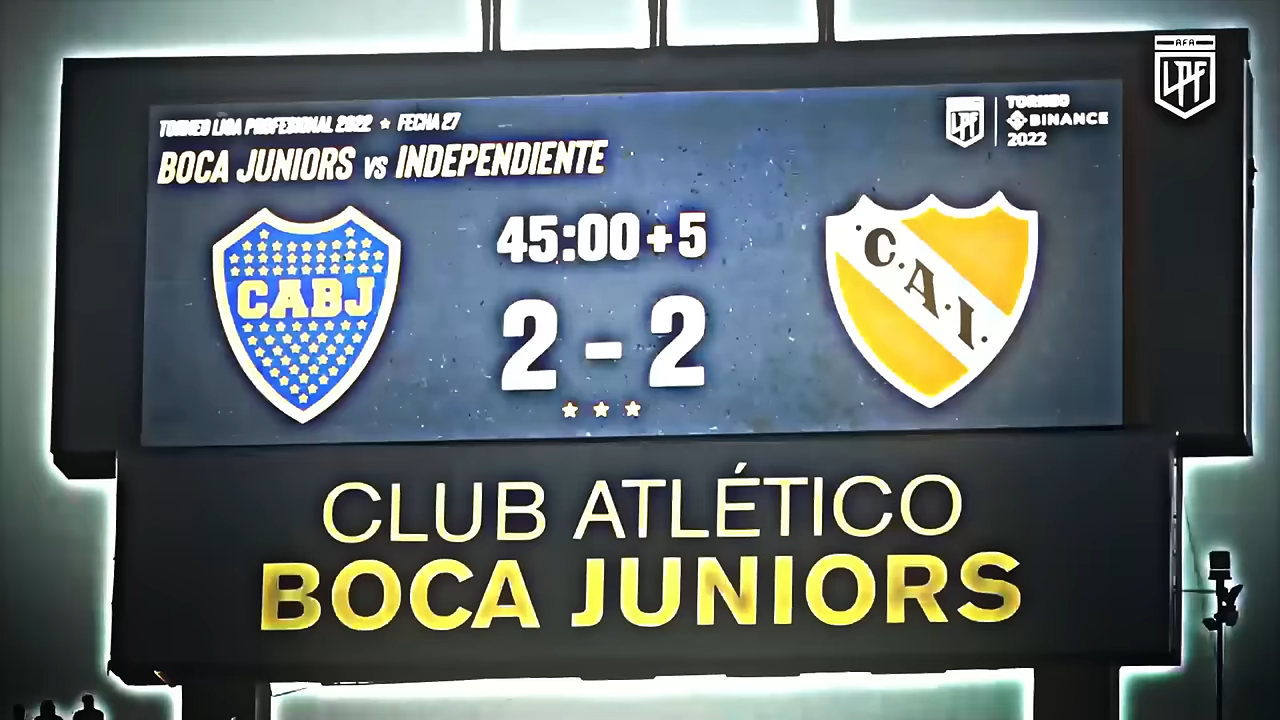 AFA
LPF
TORNEO LIGA PROFESIONAL 2022 ★ FECHA 27
BOCA JUNIORS VS INDEPENDIENTE
LPF
TORNEO
BINANCE
2022
CABJ
45:00+5
2 - 2
C.A.I.
CLUB ATLÉTICO
BOCA JUNIORS